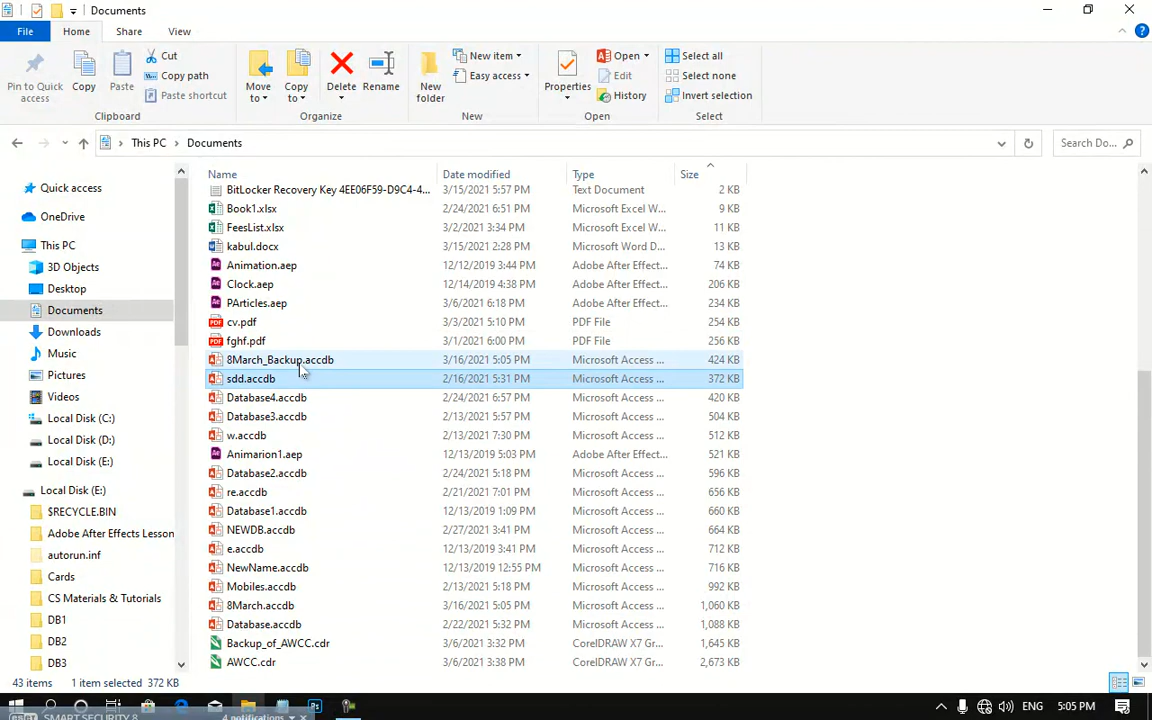 Documents
File Home Share View
Pin to Quick access
Copy
Paste
Cut
Copy path
Paste shortcut
Clipboard
Move to
Copy to
Delete
Rename
Organize
New folder
New item
Easy access
New
Properties
Open
Edit
History
Open
Select all
Select none
Invert selection
Select
This PC > Documents
Search Do...
Quick access
OneDrive
This PC
3D Objects
Desktop
Documents
Downloads
Music
Pictures
Videos
Local Disk (C:)
Local Disk (D:)
Local Disk (E:)
Local Disk (E:)
$RECYCLE.BIN
Adobe After Effects Lesson
autorun.inf
Cards
CS Materials & Tutorials
DB1
DB2
DB3
Name Date modified Type Size
BitLocker Recovery Key 4EE06F59-D9C4-4... 3/15/2021 5:57 PM Text Document 2 KB
Book1.xlsx 2/24/2021 6:51 PM Microsoft Excel W... 9 KB
FeesList.xlsx 3/2/2021 3:34 PM Microsoft Excel W... 11 KB
kabul.docx 3/15/2021 2:28 PM Microsoft Word D... 13 KB
Animation.aep 12/12/2019 3:44 PM Adobe After Effect... 74 KB
Clock.aep 12/14/2019 4:38 PM Adobe After Effect... 206 KB
PArticles.aep 3/6/2021 6:18 PM Adobe After Effect... 234 KB
cv.pdf 3/3/2021 5:10 PM PDF File 254 KB
fghf.pdf 3/1/2021 6:00 PM PDF File 256 KB
8March_Backup.accdb 3/16/2021 5:05 PM Microsoft Access ... 424 KB
sdd.accdb 2/16/2021 5:31 PM Microsoft Access ... 372 KB
Database4.accdb 2/24/2021 6:57 PM Microsoft Access ... 420 KB
Database3.accdb 2/13/2021 5:57 PM Microsoft Access ... 504 KB
w.accdb 2/13/2021 7:30 PM Microsoft Access ... 512 KB
Animarion1.aep 12/13/2019 5:03 PM Adobe After Effect... 521 KB
Database2.accdb 2/24/2021 5:18 PM Microsoft Access ... 596 KB
re.accdb 2/21/2021 7:01 PM Microsoft Access ... 656 KB
Database1.accdb 12/13/2019 1:09 PM Microsoft Access ... 660 KB
NEWDB.accdb 2/27/2021 3:41 PM Microsoft Access ... 664 KB
e.accdb 12/13/2019 3:41 PM Microsoft Access ... 712 KB
NewName.accdb 12/13/2019 12:55 PM Microsoft Access ... 716 KB
Mobiles.accdb 2/13/2021 5:18 PM Microsoft Access ... 992 KB
8March.accdb 3/16/2021 5:05 PM Microsoft Access ... 1,060 KB
Database.accdb 2/22/2021 5:32 PM Microsoft Access ... 1,088 KB
Backup_of_AWCC.cdr 3/6/2021 3:32 PM CorelDRAW X7 Gr... 1,645 KB
AWCC.cdr 3/6/2021 3:38 PM CorelDRAW X7 Gr... 2,673 KB
43 items 1 item selected 372 KB
ENG 5:05 PM
SMART SECURITY 8 4 notifications